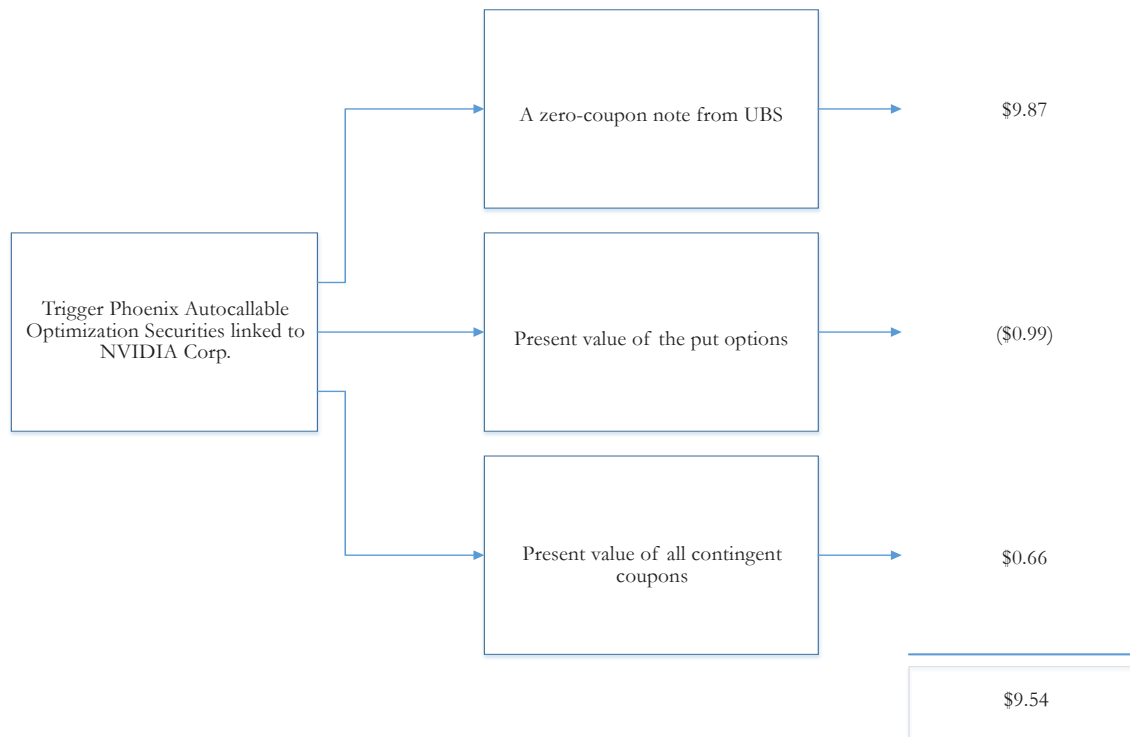 A zero-coupon note from UBS
$9.87
Trigger Phoenix Autocallable
Optimization Securities linked to
NVIDIA Corp.
Present value of the put options
($0.99)
Present value of all contingent
coupons
$0.66
$9.54